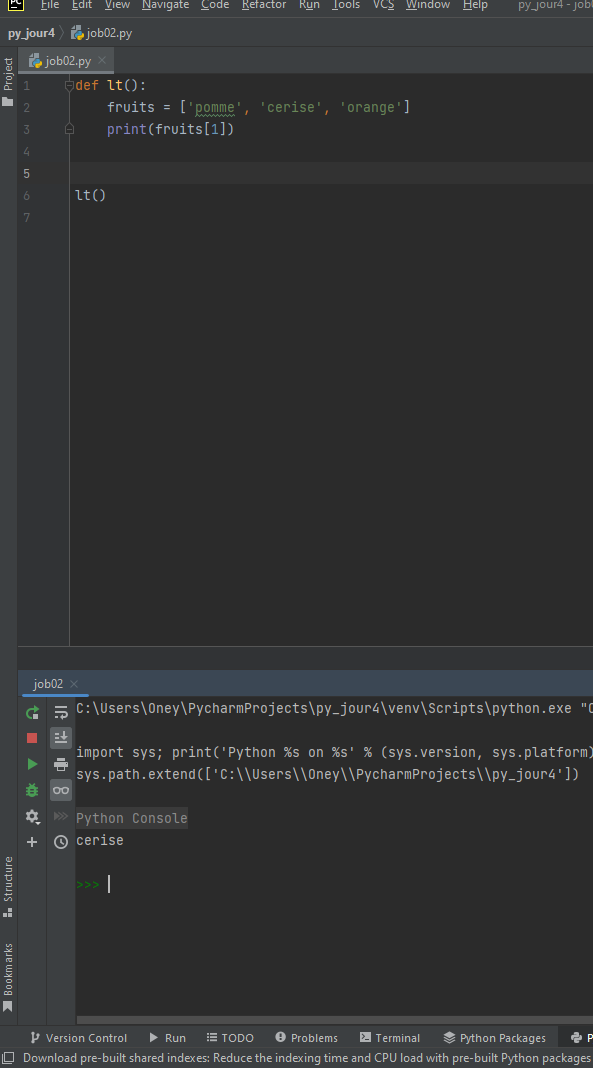 PC File Edit View Navigate Code Refactor Run Tools VCS Window Help py_jour4 - job0
py_jour4 job02.py
Project
job02.py
1 def lt():
2 fruits = ['pomme', 'cerise', 'orange']
3 print(fruits[1])
4
5
6 lt()
7
job02
C:\Users\Oney\PycharmProjects\py_jour4\venv\Scripts\python.exe "C
import sys; print('Python %s on %s' % (sys.version, sys.platform)
sys.path.extend(['C:\\Users\\Oney\\PycharmProjects\\py_jour4'])
Python Console
cerise
>>>
Structure
Bookmarks
Version Control Run TODO Problems Terminal Python Packages P
Download pre-built shared indexes: Reduce the indexing time and CPU load with pre-built Python packages